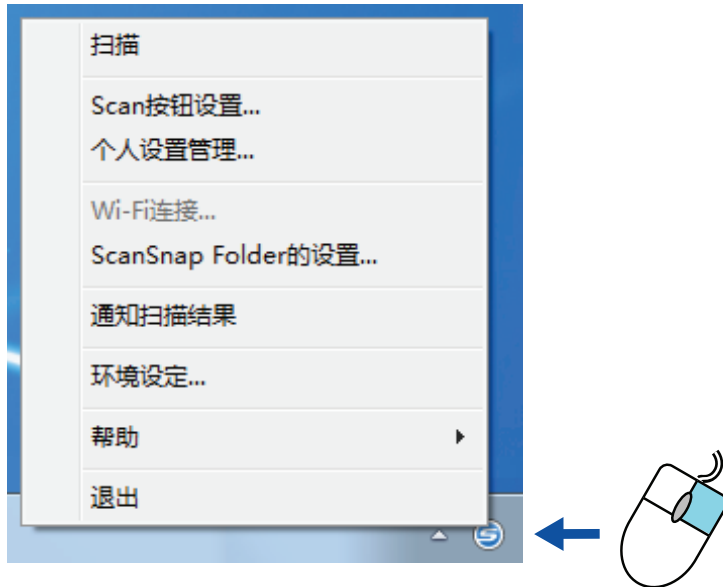 扫描
Scan按钮设置...
个人设置管理...
Wi-Fi连接...
ScanSnap Folder的设置...
通知扫描结果
环境设定...
帮助
退出